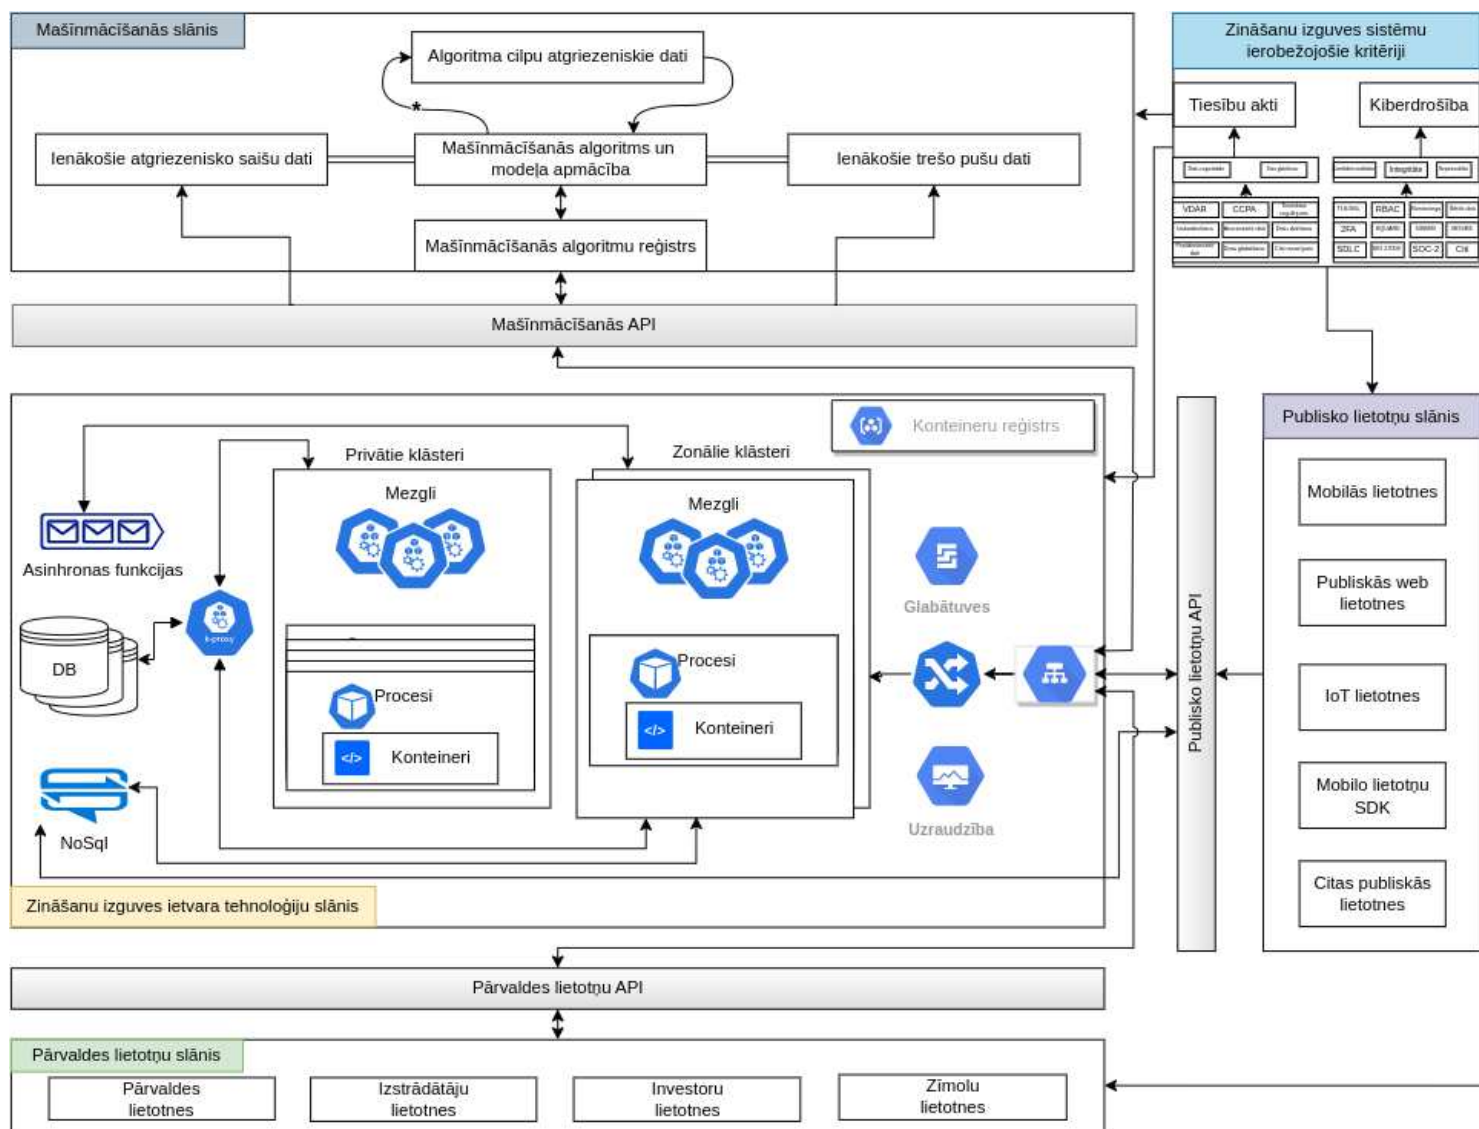 Mašīnmācīšanās slānis
Algoritma cilpu atgriezeniskie dati
*
Ienākošie atgriezenisko saišu dati
Mašīnmācīšanās algoritms un
modeļa apmācība
Ienākošie trešo pušu dati
Mašīnmācīšanās algoritmu reģistrs
Mašīnmācīšanās API
Zināšanu izguves sistēmu
ierobežojošie kritēriji
Tiesību akti
Kiberdrošība
Integritāte
VDAR
CCPA
RBAC
2FA
SDLC
SOC-2
Citi
Konteineru reģistrs
Privātie klāsteri
Zonālie klāsteri
Mezgli
Mezgli
Asinhronas funkcijas
k-proxy
DB
Procesi
Konteineri
Procesi
Konteineri
Glabātuves
Uzraudzība
NoSql
Zināšanu izguves ietvara tehnoloģiju slānis
Publisko lietotņu API
Publisko lietotņu slānis
Mobilās lietotnes
Publiskās web
lietotnes
IoT lietotnes
Mobilo lietotņu
SDK
Citas publiskās
lietotnes
Pārvaldes lietotņu API
Pārvaldes lietotņu slānis
Pārvaldes
lietotnes
Izstrādātāju
lietotnes
Investoru
lietotnes
Zīmolu
lietotnes